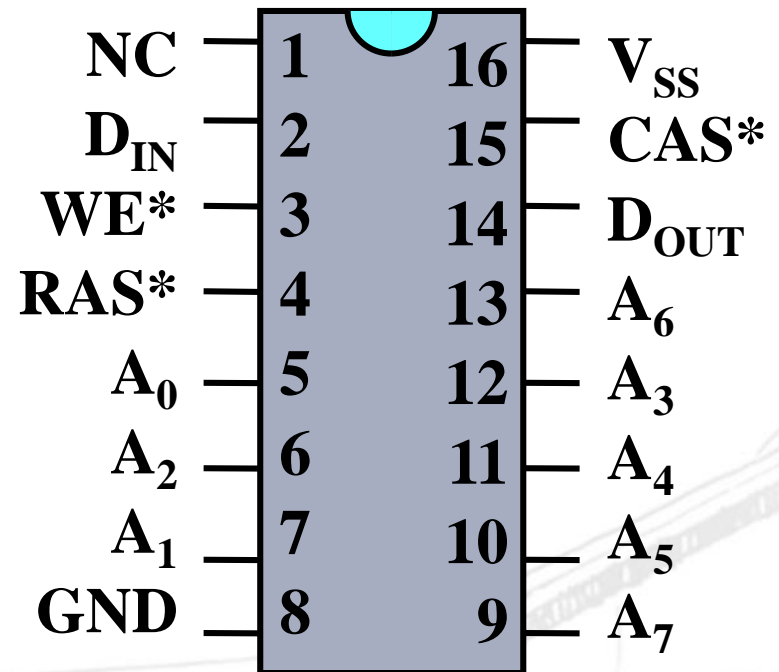 NC 1 16 VSS
DIN 2 15 CAS*
WE* 3 14 DOUT
RAS* 4 13 A6
A0 5 12 A3
A2 6 11 A4
A1 7 10 A5
GND 8 9 A7